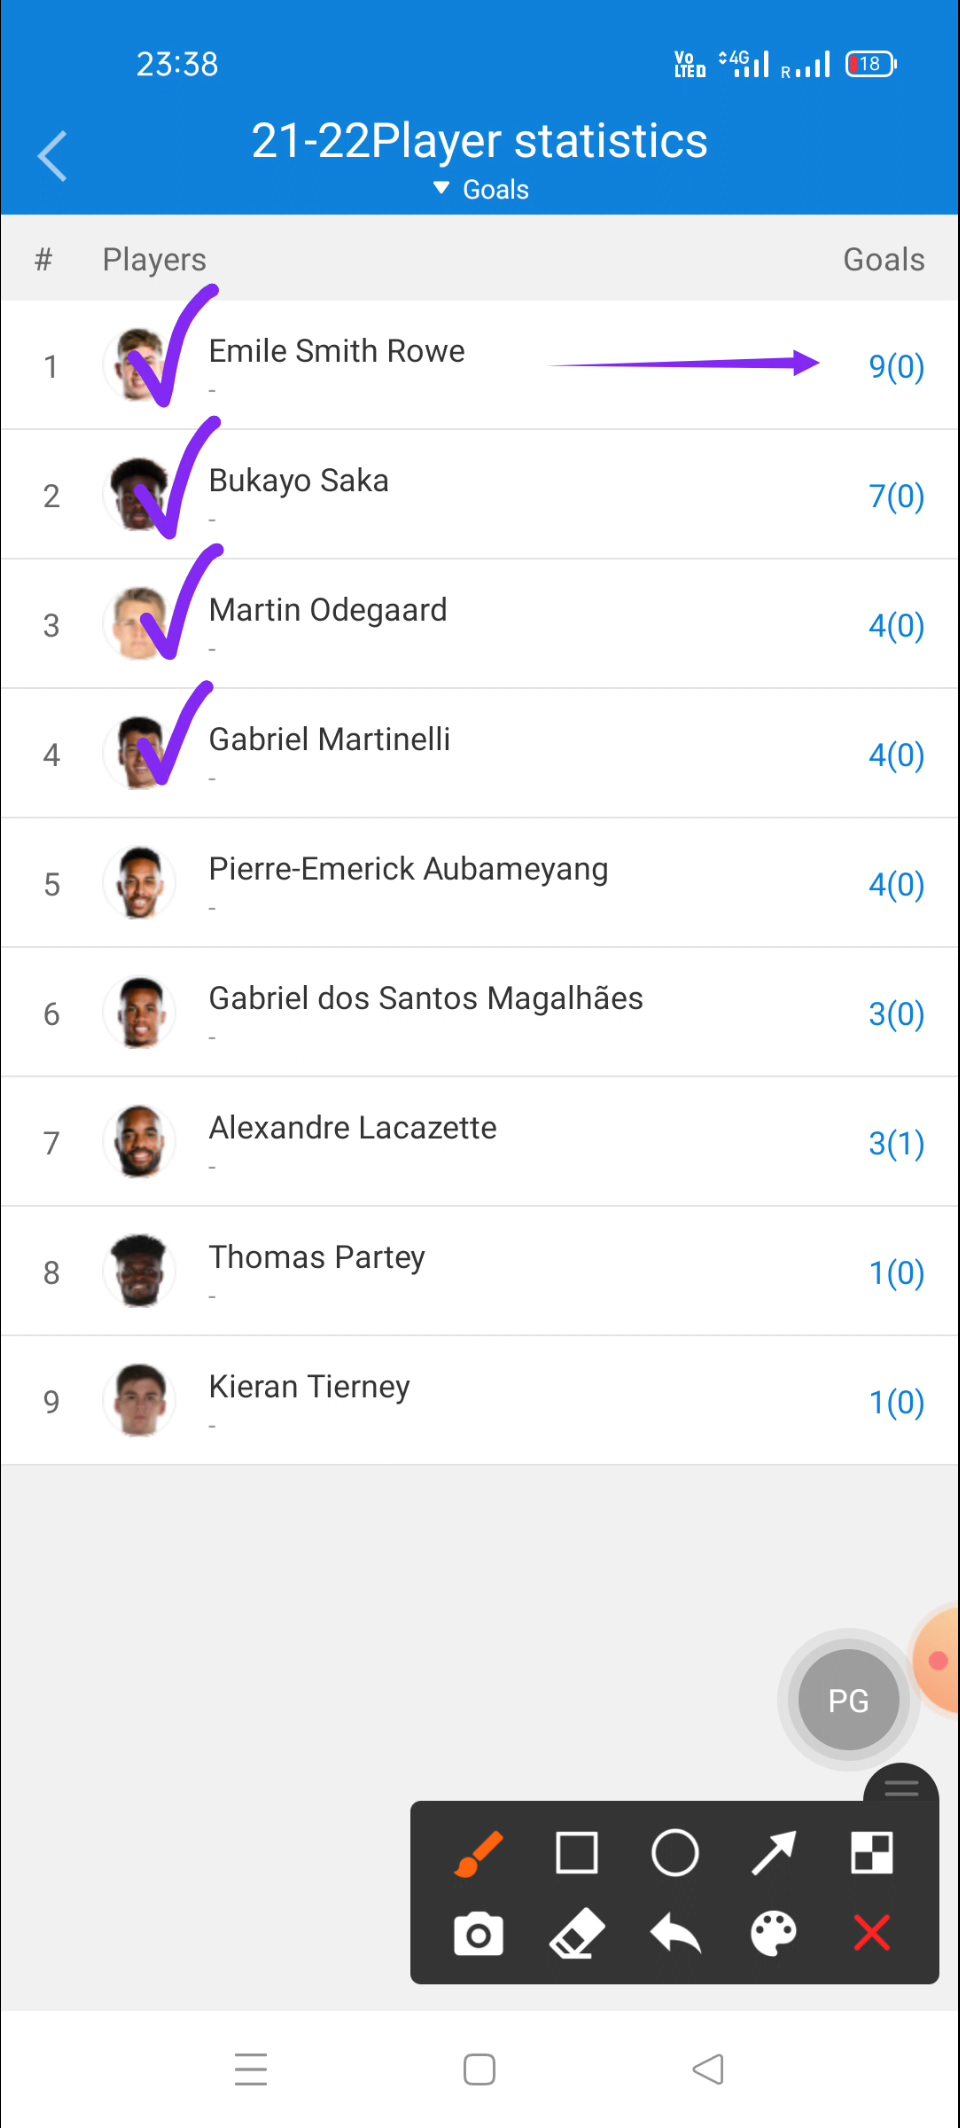 23:38
Vo LTE D 4G R 18
21-22Player statistics
Goals
# Players Goals
1 Emile Smith Rowe 9(0)
-
2 Bukayo Saka 7(0)
-
3 Martin Odegaard 4(0)
-
4 Gabriel Martinelli 4(0)
-
5 Pierre-Emerick Aubameyang 4(0)
-
6 Gabriel dos Santos Magalhães 3(0)
-
7 Alexandre Lacazette 3(1)
-
8 Thomas Partey 1(0)
-
9 Kieran Tierney 1(0)
-
PG